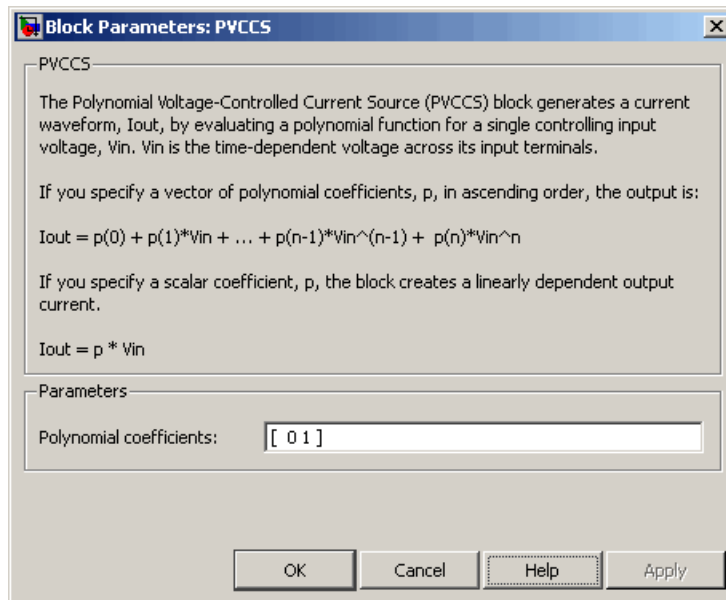 Block Parameters: PVCCS
PVCCS
The Polynomial Voltage-Controlled Current Source (PVCCS) block generates a current
waveform, Iout, by evaluating a polynomial function for a single controlling input
voltage, Vin. Vin is the time-dependent voltage across its input terminals.
If you specify a vector of polynomial coefficients, p, in ascending order, the output is:
Iout = p(0) + p(1)*Vin + ... + p(n-1)*Vin^(n-1) +  p(n)*Vin^n
If you specify a scalar coefficient, p, the block creates a linearly dependent output
current.
Iout = p * Vin
Parameters
Polynomial coefficients: [ 0 1 ]
OK Cancel Help Apply